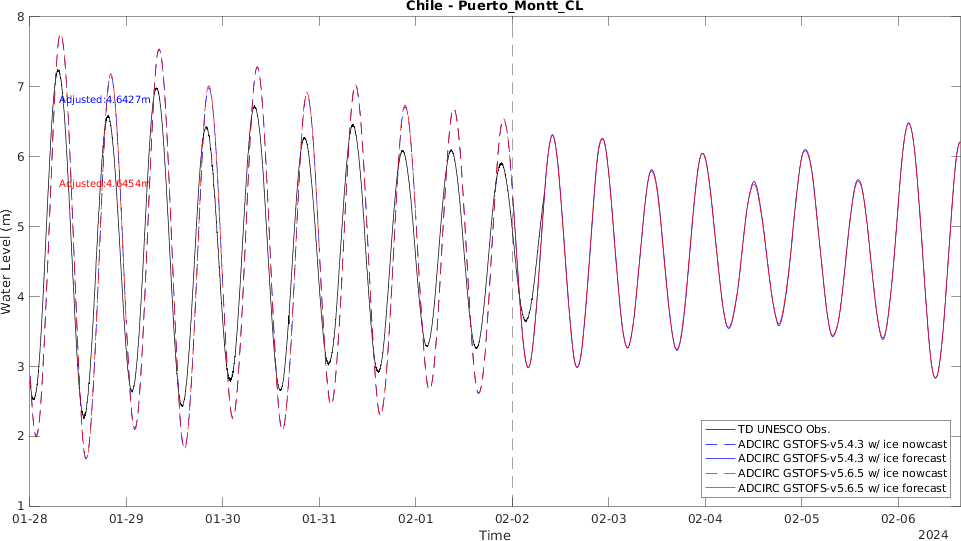 Chile - Puerto_Montt_CL
8
7
6
5
4
3
2
1
Water Level (m)
Adjusted:4.6427m
Adjusted:4.6454m
TD UNESCO Obs.
ADCIRC GSTOFS-v5.4.3 w/ ice nowcast
ADCIRC GSTOFS-v5.4.3 w/ ice forecast
ADCIRC GSTOFS-v5.6.5 w/ ice nowcast
ADCIRC GSTOFS-v5.6.5 w/ ice forecast
01-28 01-29 01-30 01-31 02-01 02-02 02-03 02-04 02-05 02-06
Time
2024